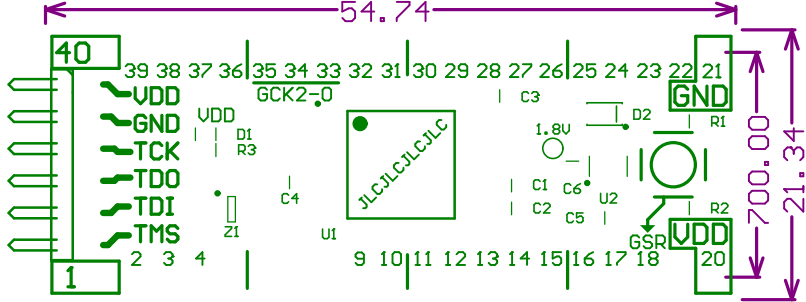 54.74
40
39 38 37 36 35 34 33 32 31 30 29 28 27 26 25 24 23 22 21
VDD
GCK2-0
C3
GND
VDD
D2
R1
GND
D1
1.8V
TCK
R3
JLCJLCJLCJLCJLC
700.00
21.34
TDO
C1
C6
TDI
C4
U2
C2
R2
C5
TMS
Z1
U1
GSR
VDD
2 3 4 9 10 11 12 13 14 15 16 17 18 20
1